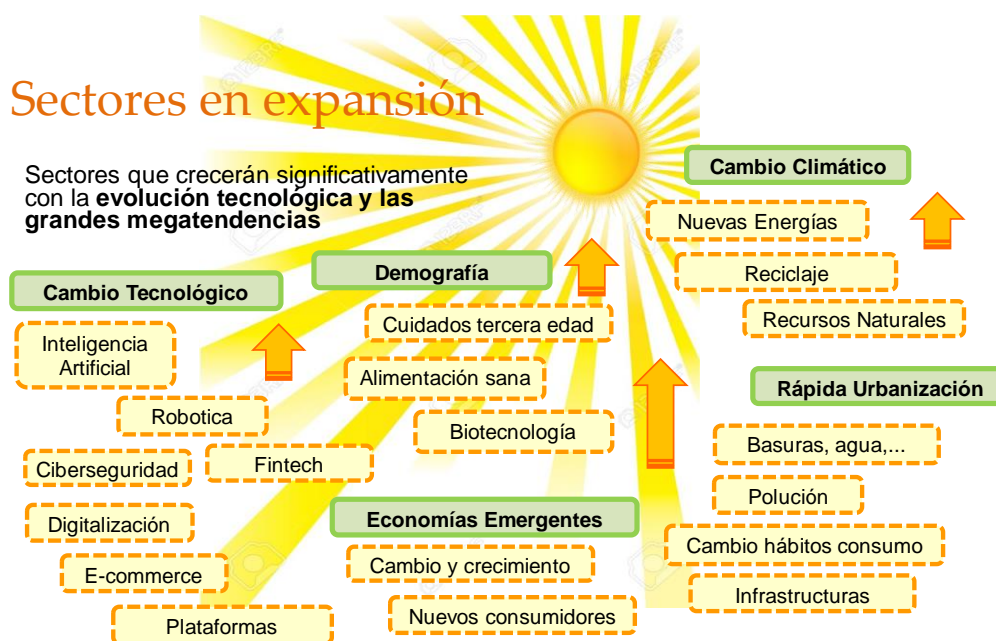 Sectores en expansión
Sectores que crecerán significativamente
con la evolución tecnológica y las
grandes megatendencias
Cambio Tecnológico
Inteligencia
Artificial
Robotica
Ciberseguridad
Fintech
Digitalización
E-commerce
Plataformas
Demografía
Cuidados tercera edad
Alimentación sana
Biotecnología
Economías Emergentes
Cambio y crecimiento
Nuevos consumidores
Cambio Climático
Nuevas Energías
Reciclaje
Recursos Naturales
Rápida Urbanización
Basuras, agua,...
Polución
Cambio hábitos consumo
Infrastructuras